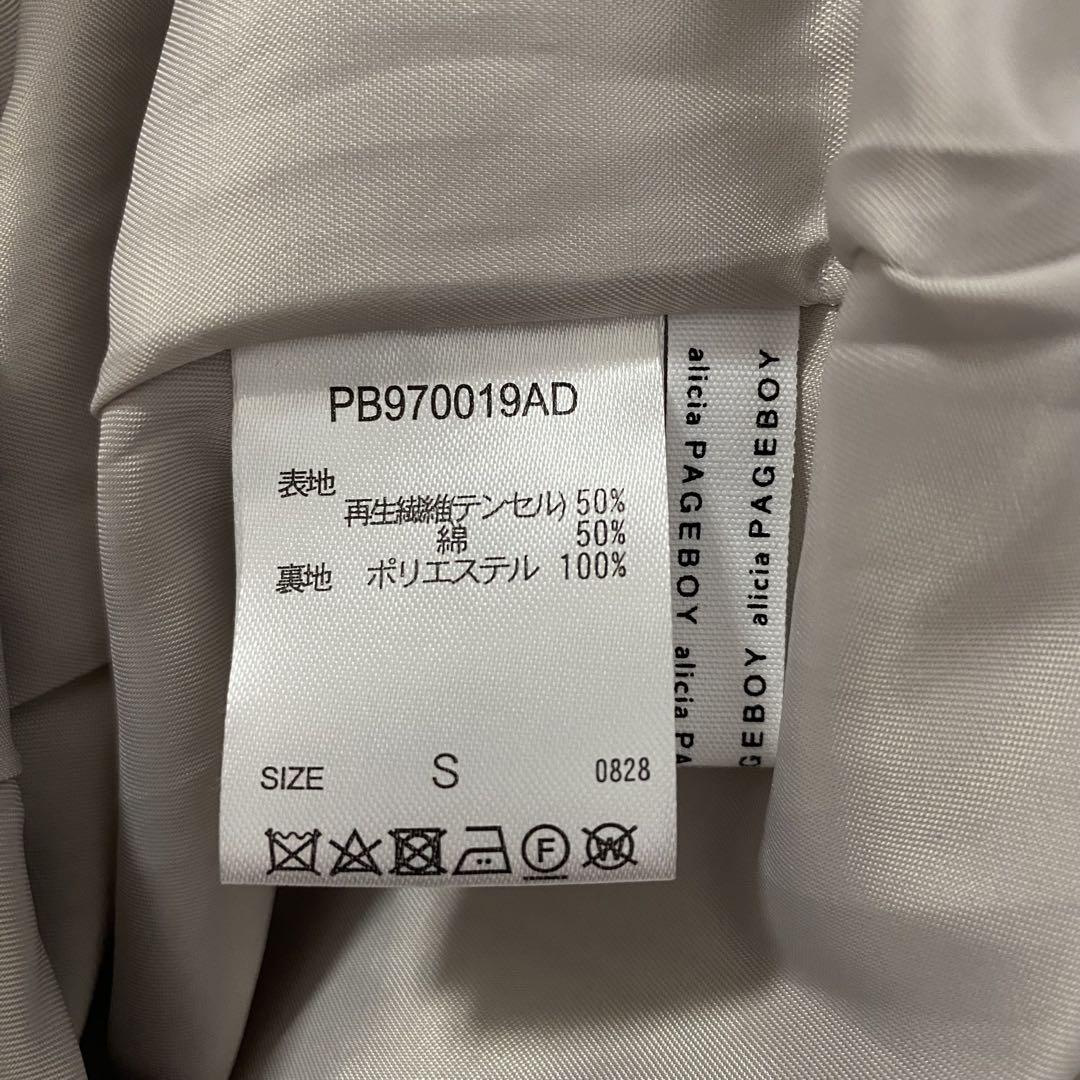 PB970019AD
表地
再生繊維(テンセル) 50%
綿 50%
裏地 ポリエステル 100%
SIZE S 0828
F
W
alicia PAGEBOY alicia PA
GEBOY alicia PAGEBOY